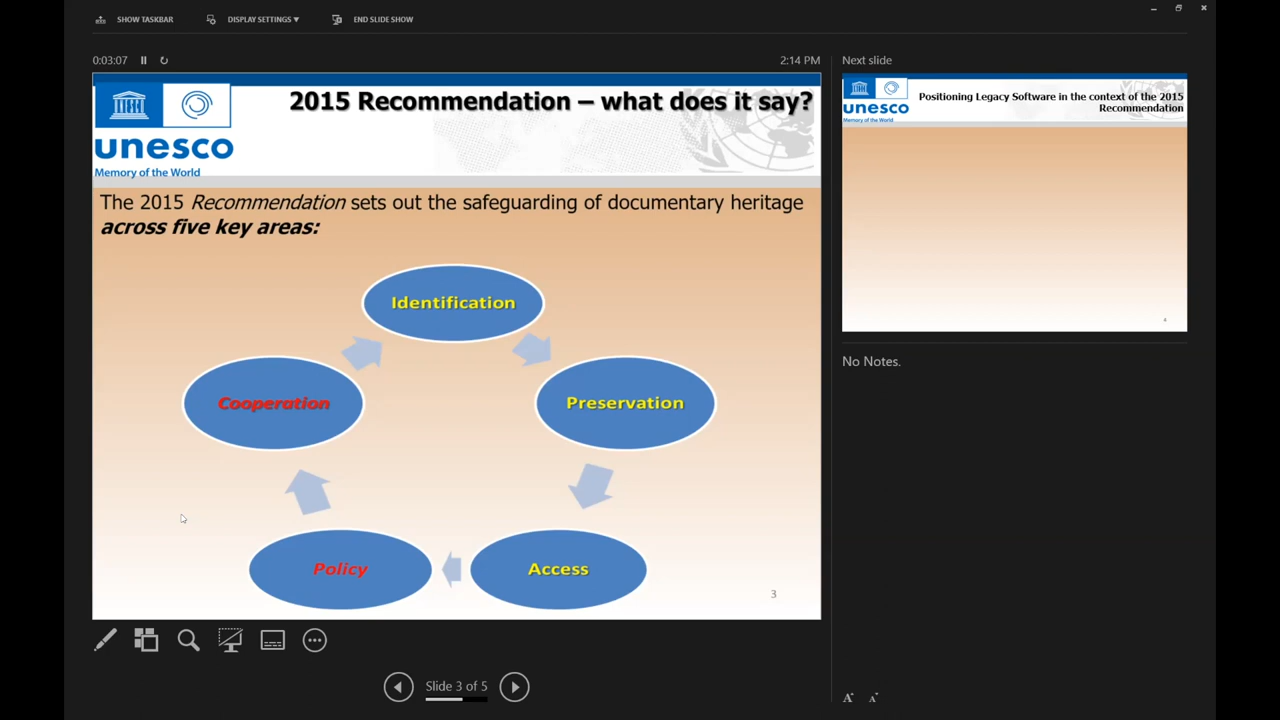 SHOW TASKBAR
DISPLAY SETTINGS ▼
END SLIDE SHOW
0:03:07
2:14 PM
unesco
Memory of the World
2015 Recommendation – what does it say?
The 2015 Recommendation sets out the safeguarding of documentary heritage
across five key areas:
Identification
Preservation
Access
Policy
Cooperation
3
Slide 3 of 5
Next slide
unesco
Memory of the World
Positioning Legacy Software in the context of the 2015
Recommendation
4
No Notes.
A A